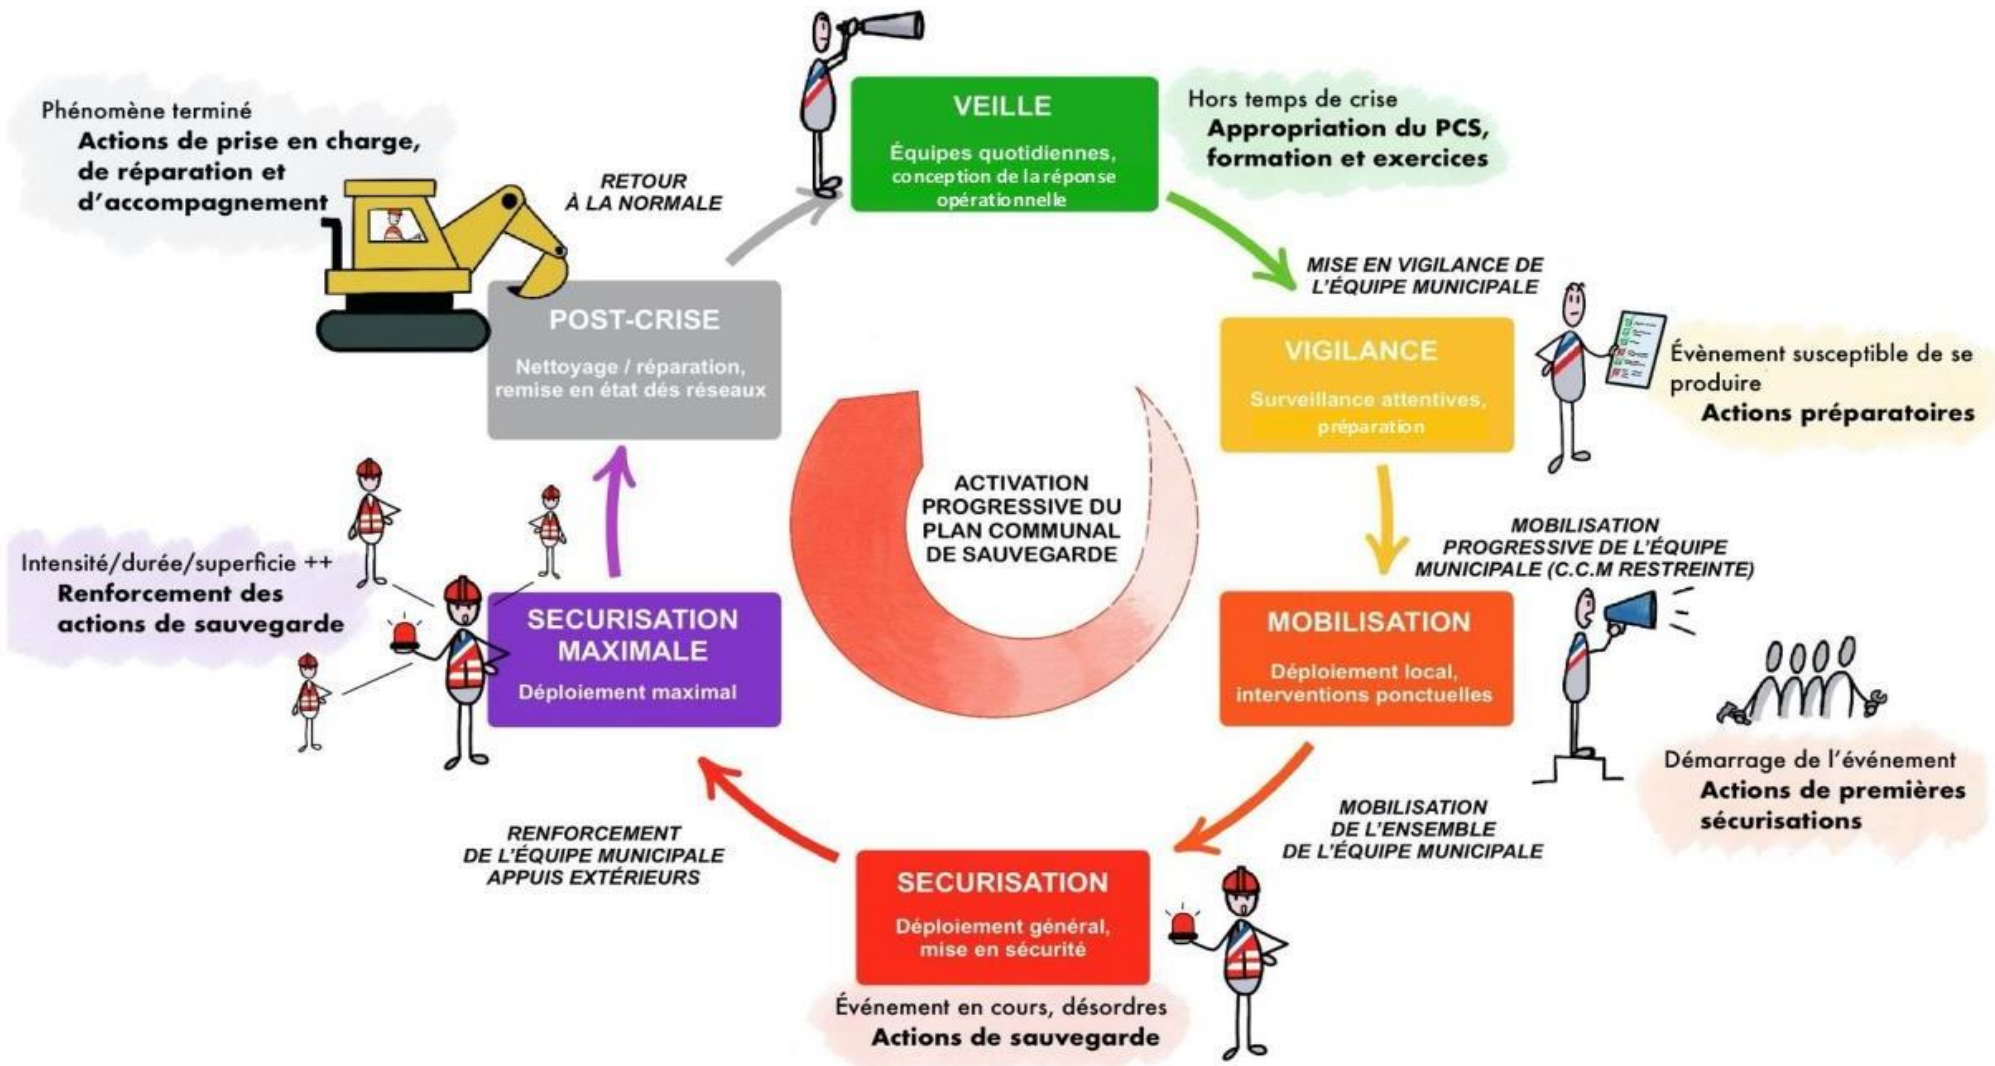 VEILLE
Équipes quotidiennes,
conception de la réponse
opérationnelle
Hors temps de crise
Appropriation du PCS,
formation et exercices
MISE EN VIGILANCE DE
L'ÉQUIPE MUNICIPALE
VIGILANCE
Surveillance attentives,
préparation
Évènement susceptible de se
produire
Actions préparatoires
MOBILISATION
PROGRESSIVE DE L'ÉQUIPE
MUNICIPALE (C.C.M RESTREINTE)
MOBILISATION
Déploiement local,
interventions ponctuelles
Démarrage de l'événement
Actions de premières
sécurisations
MOBILISATION
DE L'ENSEMBLE
DE L'ÉQUIPE MUNICIPALE
SECURISATION
Déploiement général,
mise en sécurité
Événement en cours, désordres
Actions de sauvegarde
RENFORCEMENT
DE L'ÉQUIPE MUNICIPALE
APPUIS EXTÉRIEURS
SECURISATION
MAXIMALE
Déploiement maximal
Intensité/durée/superficie ++
Renforcement des
actions de sauvegarde
POST-CRISE
Nettoyage / réparation,
remise en état dés réseaux
Phénomène terminé
Actions de prise en charge,
de réparation et
d'accompagnement
RETOUR
À LA NORMALE
ACTIVATION
PROGRESSIVE DU
PLAN COMMUNAL
DE SAUVEGARDE